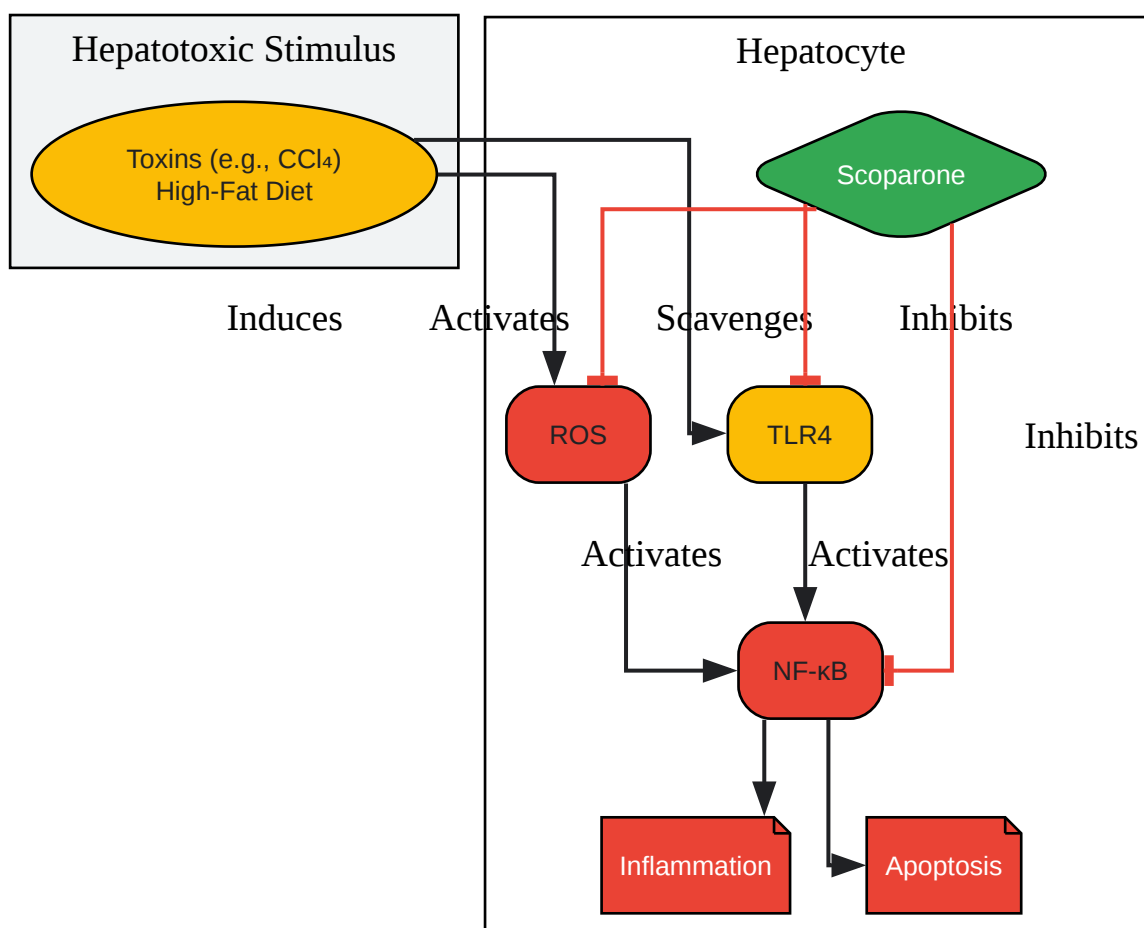 Hepatotoxic Stimulus
Hepatocyte
Toxins (e.g., CCl₄)
High-Fat Diet
Scoparone
Induces
Activates
Scavenges
Inhibits
ROS
TLR4
Inhibits
Activates
Activates
NF-κB
Inflammation
Apoptosis